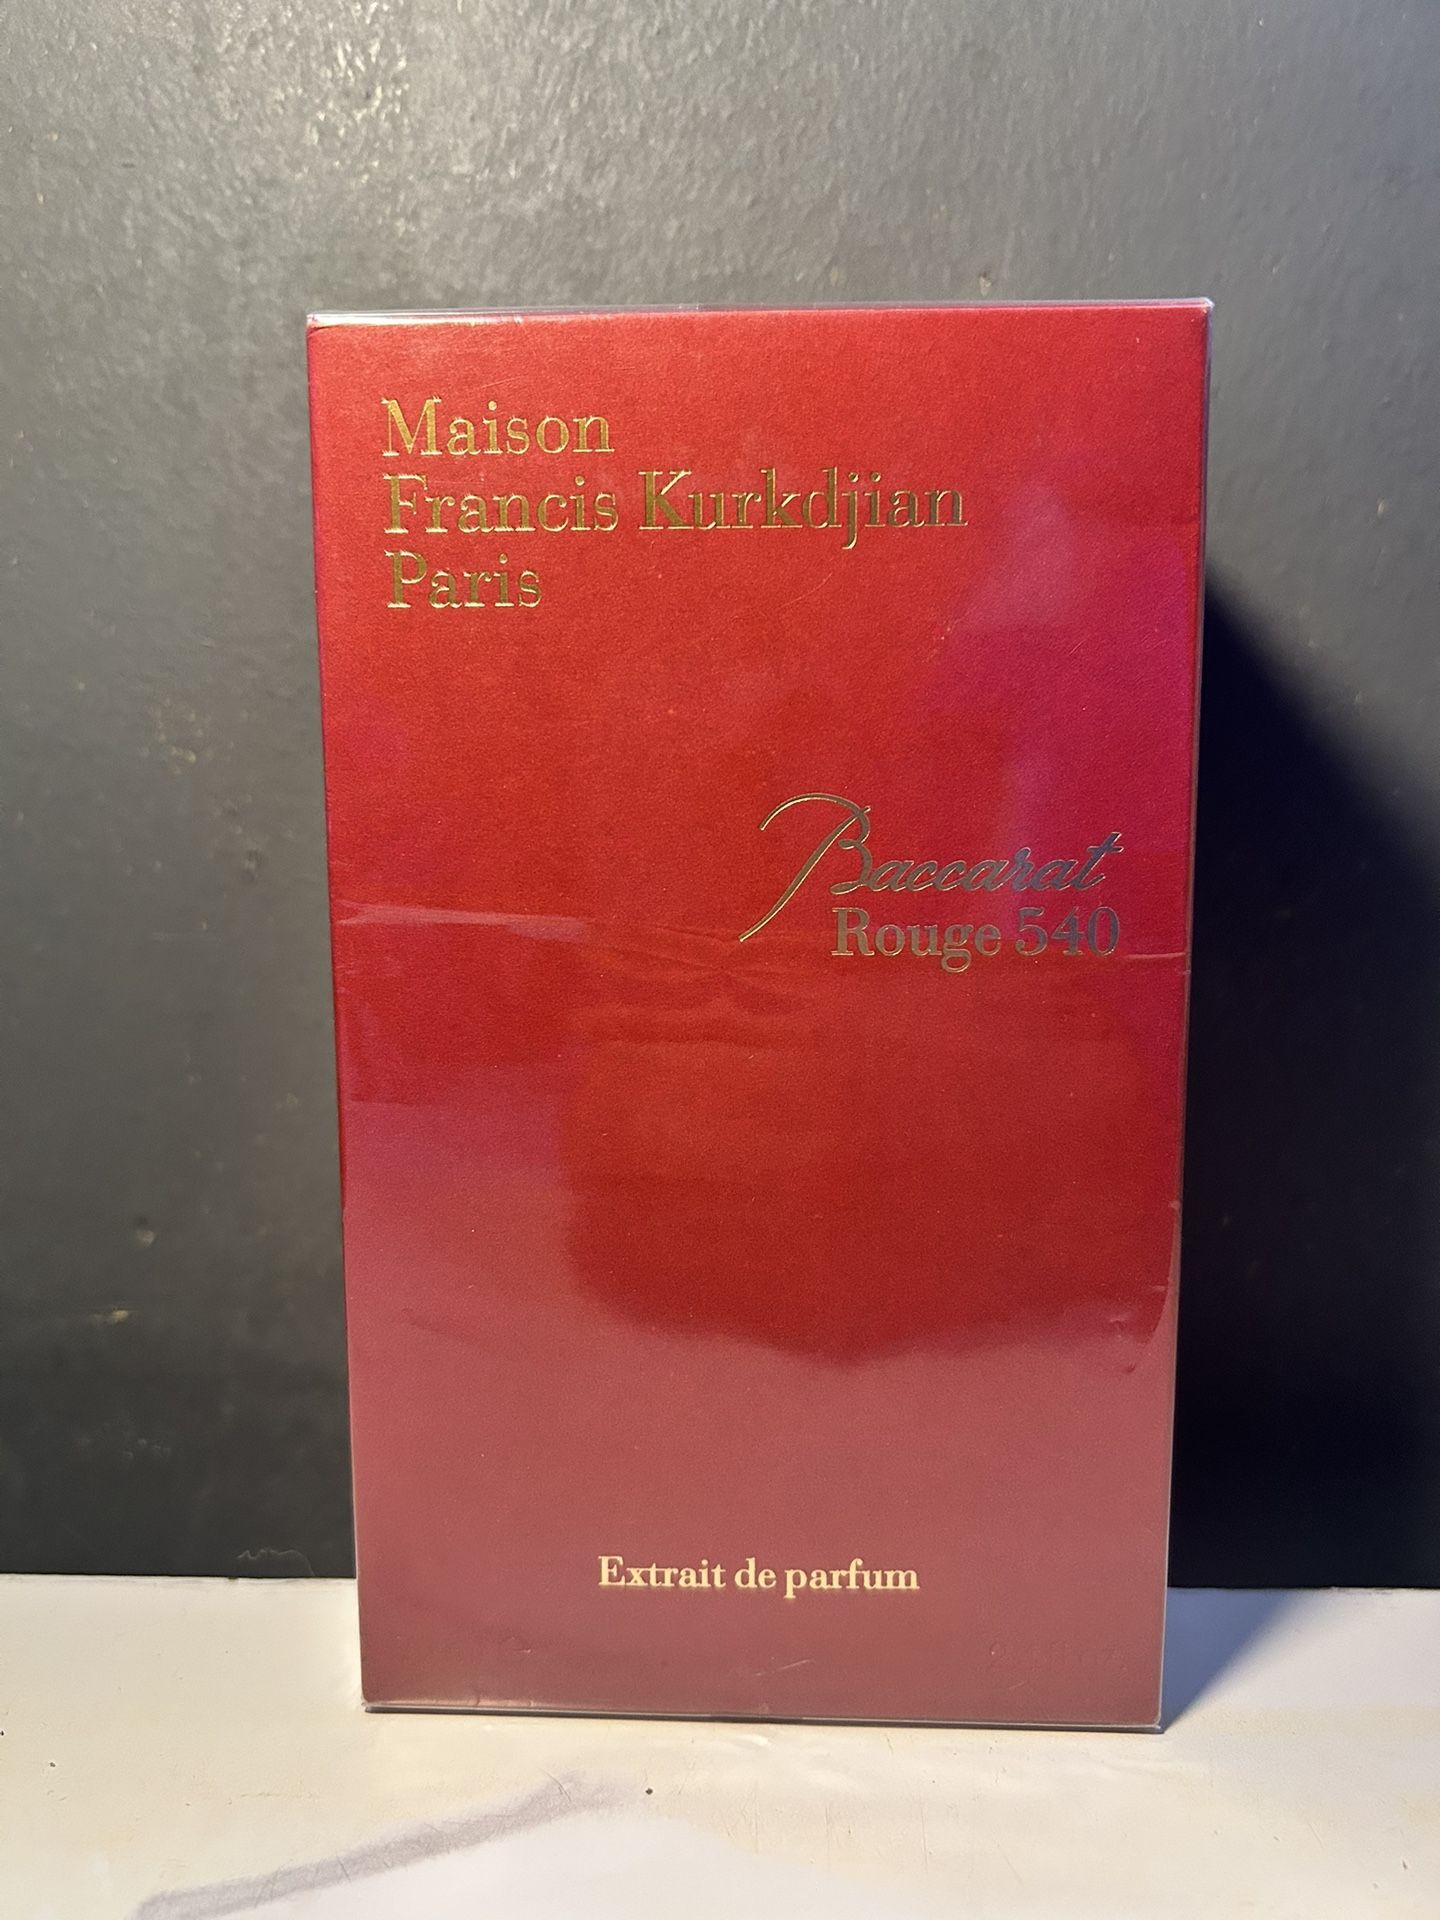 Maison
Francis Kurkdjian
Paris
Baccarat
Rouge 540
Extrait de parfum